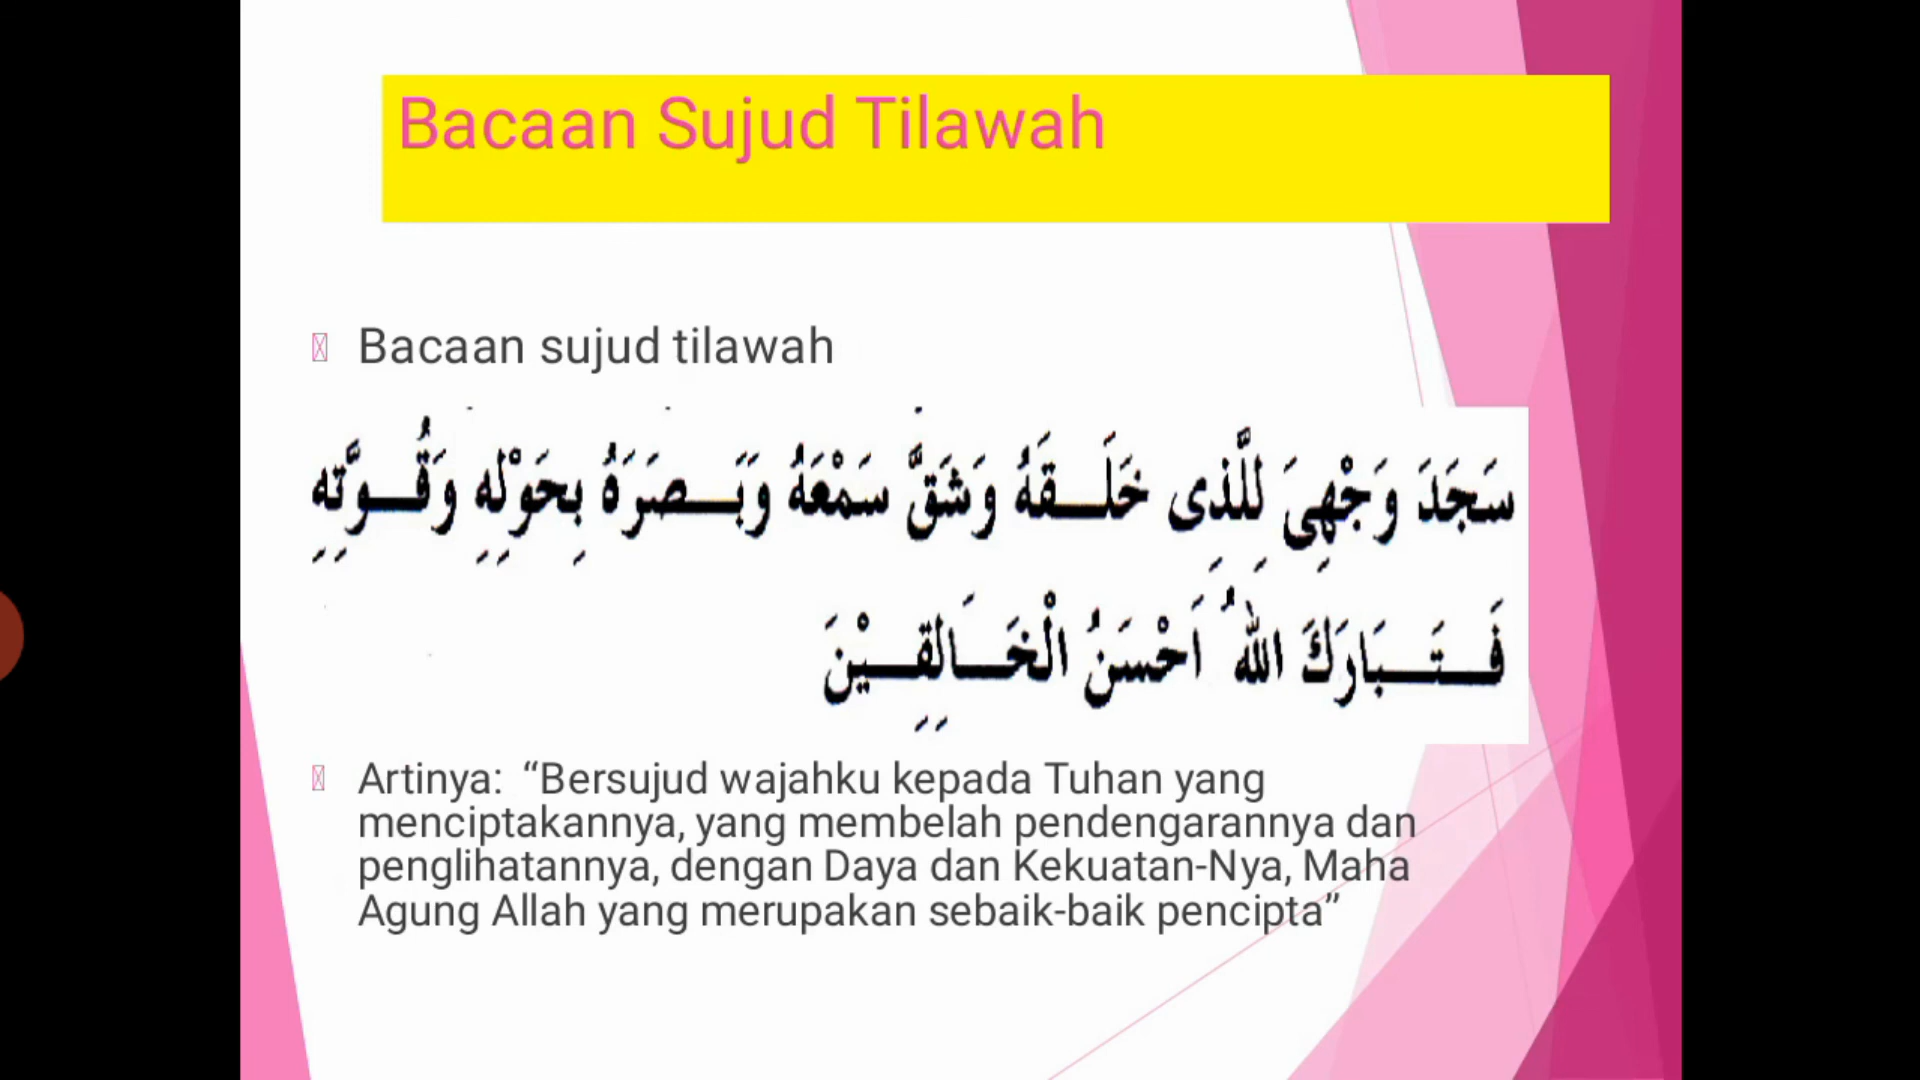 Bacaan Sujud Tilawah
Bacaan sujud tilawah
سَجَدَ وَجْهِىَ لِلَّذِى خَلَقَهُ وَشَقَّ سَمْعَهُ وَبَصَرَهُ بِحَوْلِهِ وَقُوَّتِهِ
فَتَبَارَكَ اللهُ اَحْسَنُ الْخَالِقِيْنَ
Artinya: “Bersujud wajahku kepada Tuhan yang
menciptakannya, yang membelah pendengarannya dan
penglihatannya, dengan Daya dan Kekuatan-Nya, Maha
Agung Allah yang merupakan sebaik-baik pencipta”